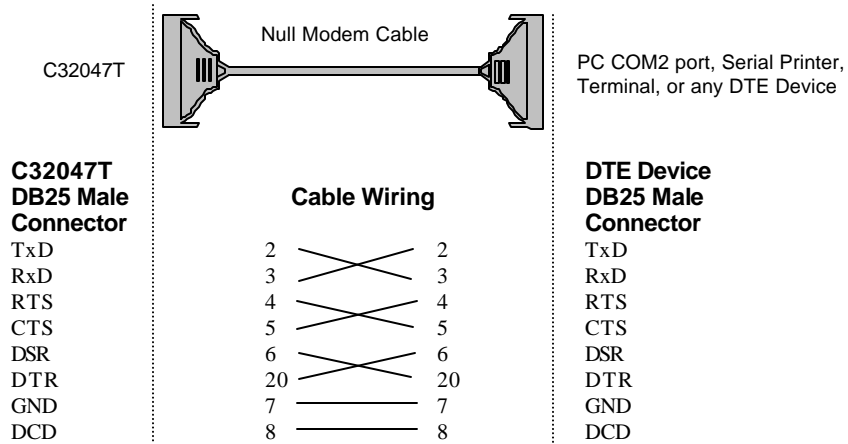 Null Modem Cable
C32047T
PC COM2 port, Serial Printer,
Terminal, or any DTE Device
C32047T
DB25 Male
Connector
Cable Wiring
DTE Device
DB25 Male
Connector
TxD 2 2 TxD
RxD 3 3 RxD
RTS 4 4 RTS
CTS 5 5 CTS
DSR 6 6 DSR
DTR 20 20 DTR
GND 7 7 GND
DCD 8 8 DCD